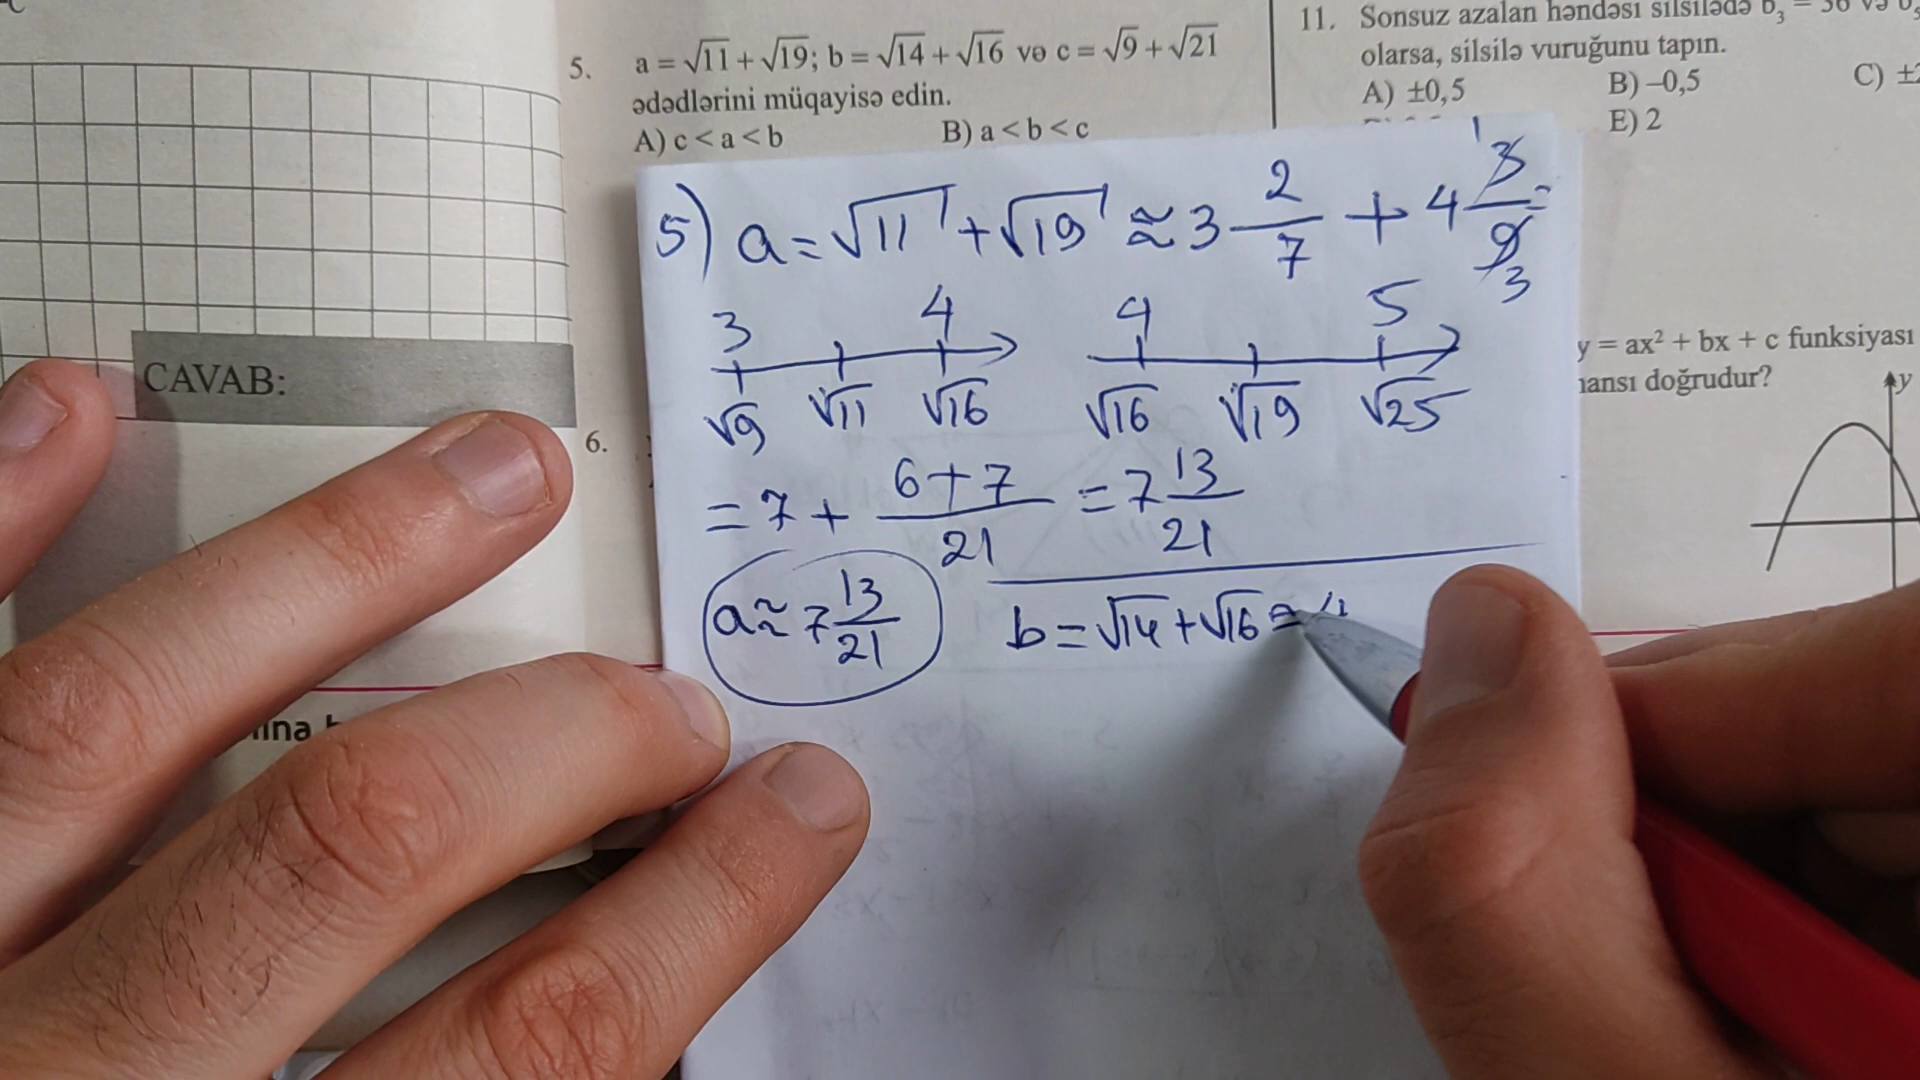 5. a = √11 + √19; b = √14 + √16 və c = √9 + √21
ədədlərini müqayisə edin.
A) c < a < b B) a < b < c
11. Sonsuz azalan həndəsi silsilədə b₃ = 36 və
olarsa, silsilə vuruğunu tapın.
A) ±0,5 B) –0,5 C)
E) 2
5) a = √11 + √19 ≈ 3 2/7 + 4 3/9 =
1 3
3 4 4 5
√9 √11 √16 √16 √19 √25
= 7 + (6+7)/21 = 7 13/21
a ≈ 7 13/21
b = √14 + √16 ≈
CAVAB:
6.
y = ax² + bx + c funksiyası
doğrudur?
y